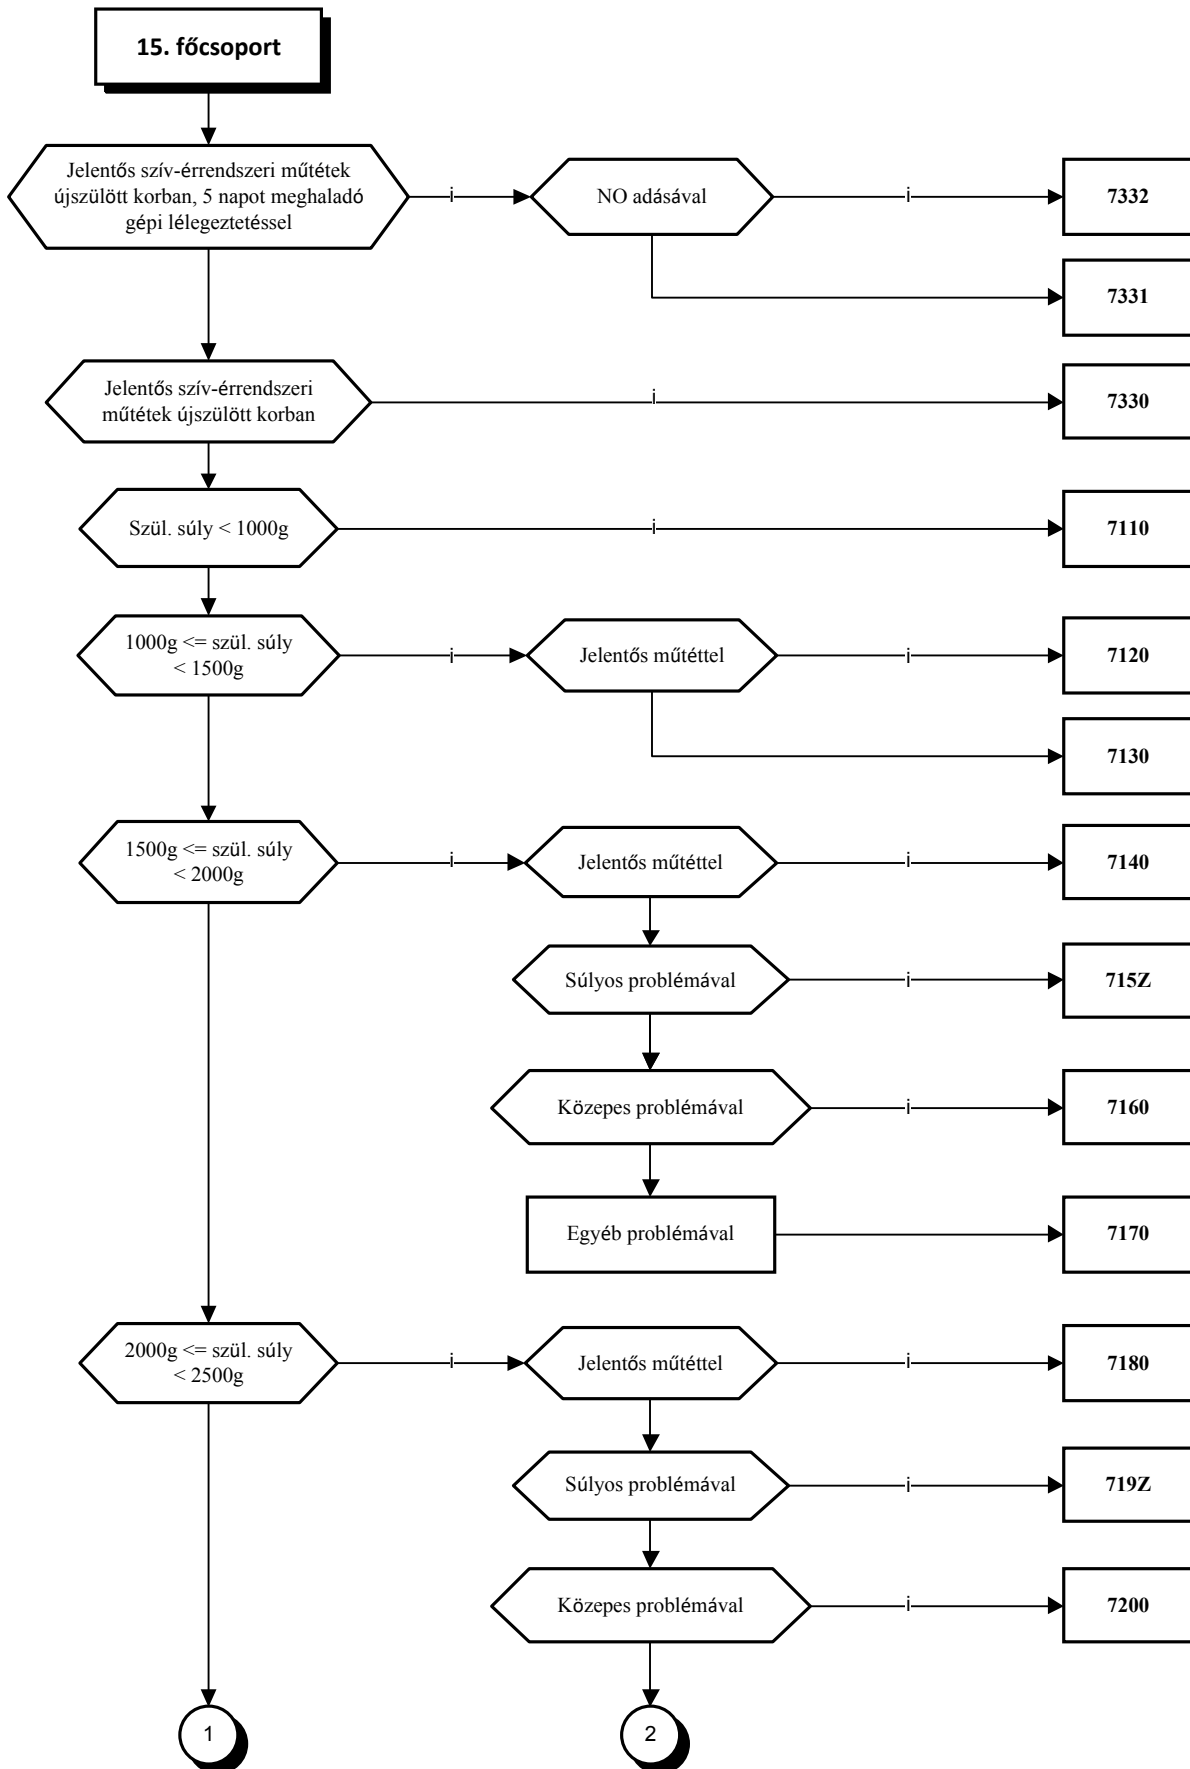 15. főcsoport
Jelentős szív-érrendszeri műtétek
újszülött korban, 5 napot meghaladó
gépi lélegeztetéssel
i
NO adásával
i
7332
7331
Jelentős szív-érrendszeri
műtétek újszülött korban
i
7330
Szül. súly < 1000g
i
7110
1000g <= szül. súly
< 1500g
i
Jelentős műtéttel
i
7120
7130
1500g <= szül. súly
< 2000g
i
Jelentős műtéttel
i
7140
Súlyos problémával
i
715Z
Közepes problémával
i
7160
Egyéb problémával
7170
2000g <= szül. súly
< 2500g
i
Jelentős műtéttel
i
7180
Súlyos problémával
i
719Z
Közepes problémával
i
7200
1
2